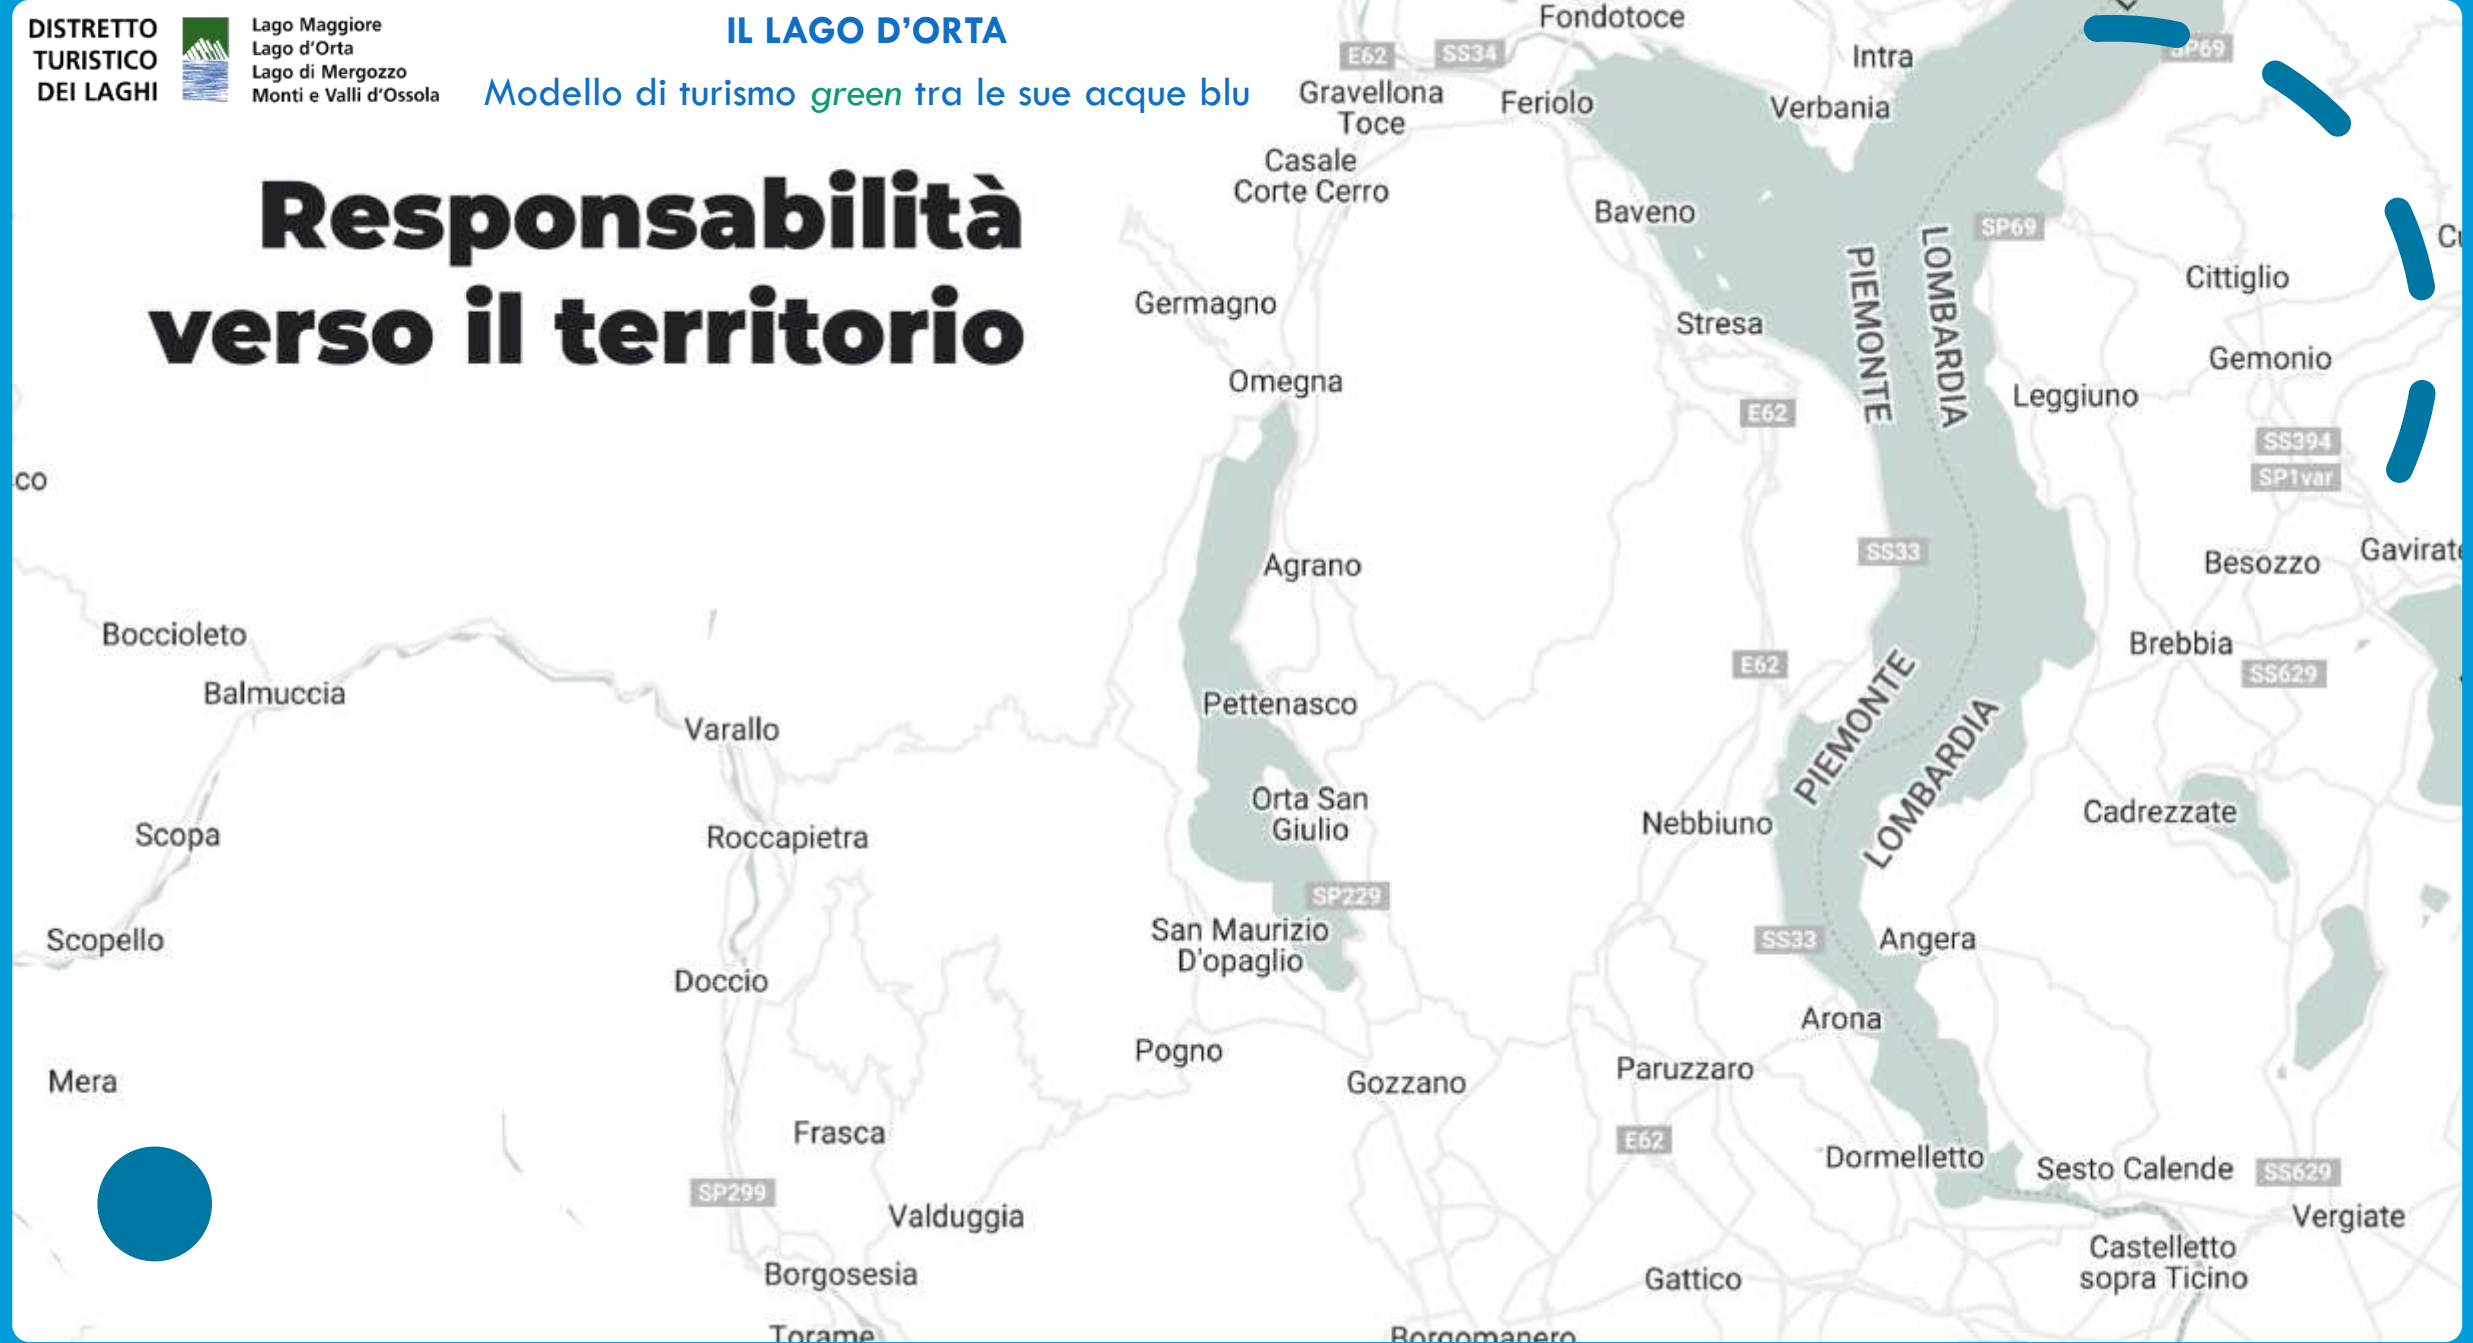 DISTRETTO
TURISTICO
DEI LAGHI
Lago Maggiore
Lago d'Orta
Lago di Mergozzo
Monti e Valli d'Ossola
IL LAGO D'ORTA
Modello di turismo green tra le sue acque blu
Responsabilità
verso il territorio
Fondotoce
E62
SS34
Intra
SP69
Gravellona
Toce
Feriolo
Verbania
Casale
Corte Cerro
Baveno
SP69
PIEMONTE
LOMBARDIA
Cittiglio
Germagno
Stresa
Gemonio
Omegna
E62
Leggiuno
SS394
SP1var
co
SS33
Agrano
Besozzo
Gavirate
Boccioleto
Brebbia
E62
SS629
Balmuccia
Pettenasco
PIEMONTE
LOMBARDIA
Varallo
Orta San
Giulio
Nebbiuno
Cadrezzate
Scopa
Roccapietra
SP229
San Maurizio
D'opaglio
SS33
Angera
Scopello
Doccio
Arona
Pogno
Paruzzaro
Mera
Gozzano
Frasca
E62
Dormelletto
Sesto Calende
SS629
SP299
Valduggia
Vergiate
Castelletto
sopra Ticino
Borgosesia
Gattico
Torame
Borgomanero